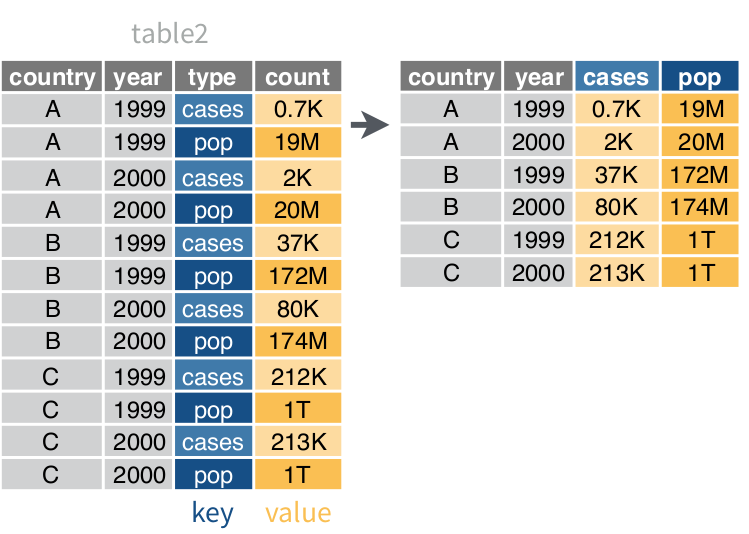 table2
country year type count
A 1999 cases 0.7K
A 1999 pop 19M
A 2000 cases 2K
A 2000 pop 20M
B 1999 cases 37K
B 1999 pop 172M
B 2000 cases 80K
B 2000 pop 174M
C 1999 cases 212K
C 1999 pop 1T
C 2000 cases 213K
C 2000 pop 1T
key value
country year cases pop
A 1999 0.7K 19M
A 2000 2K 20M
B 1999 37K 172M
B 2000 80K 174M
C 1999 212K 1T
C 2000 213K 1T